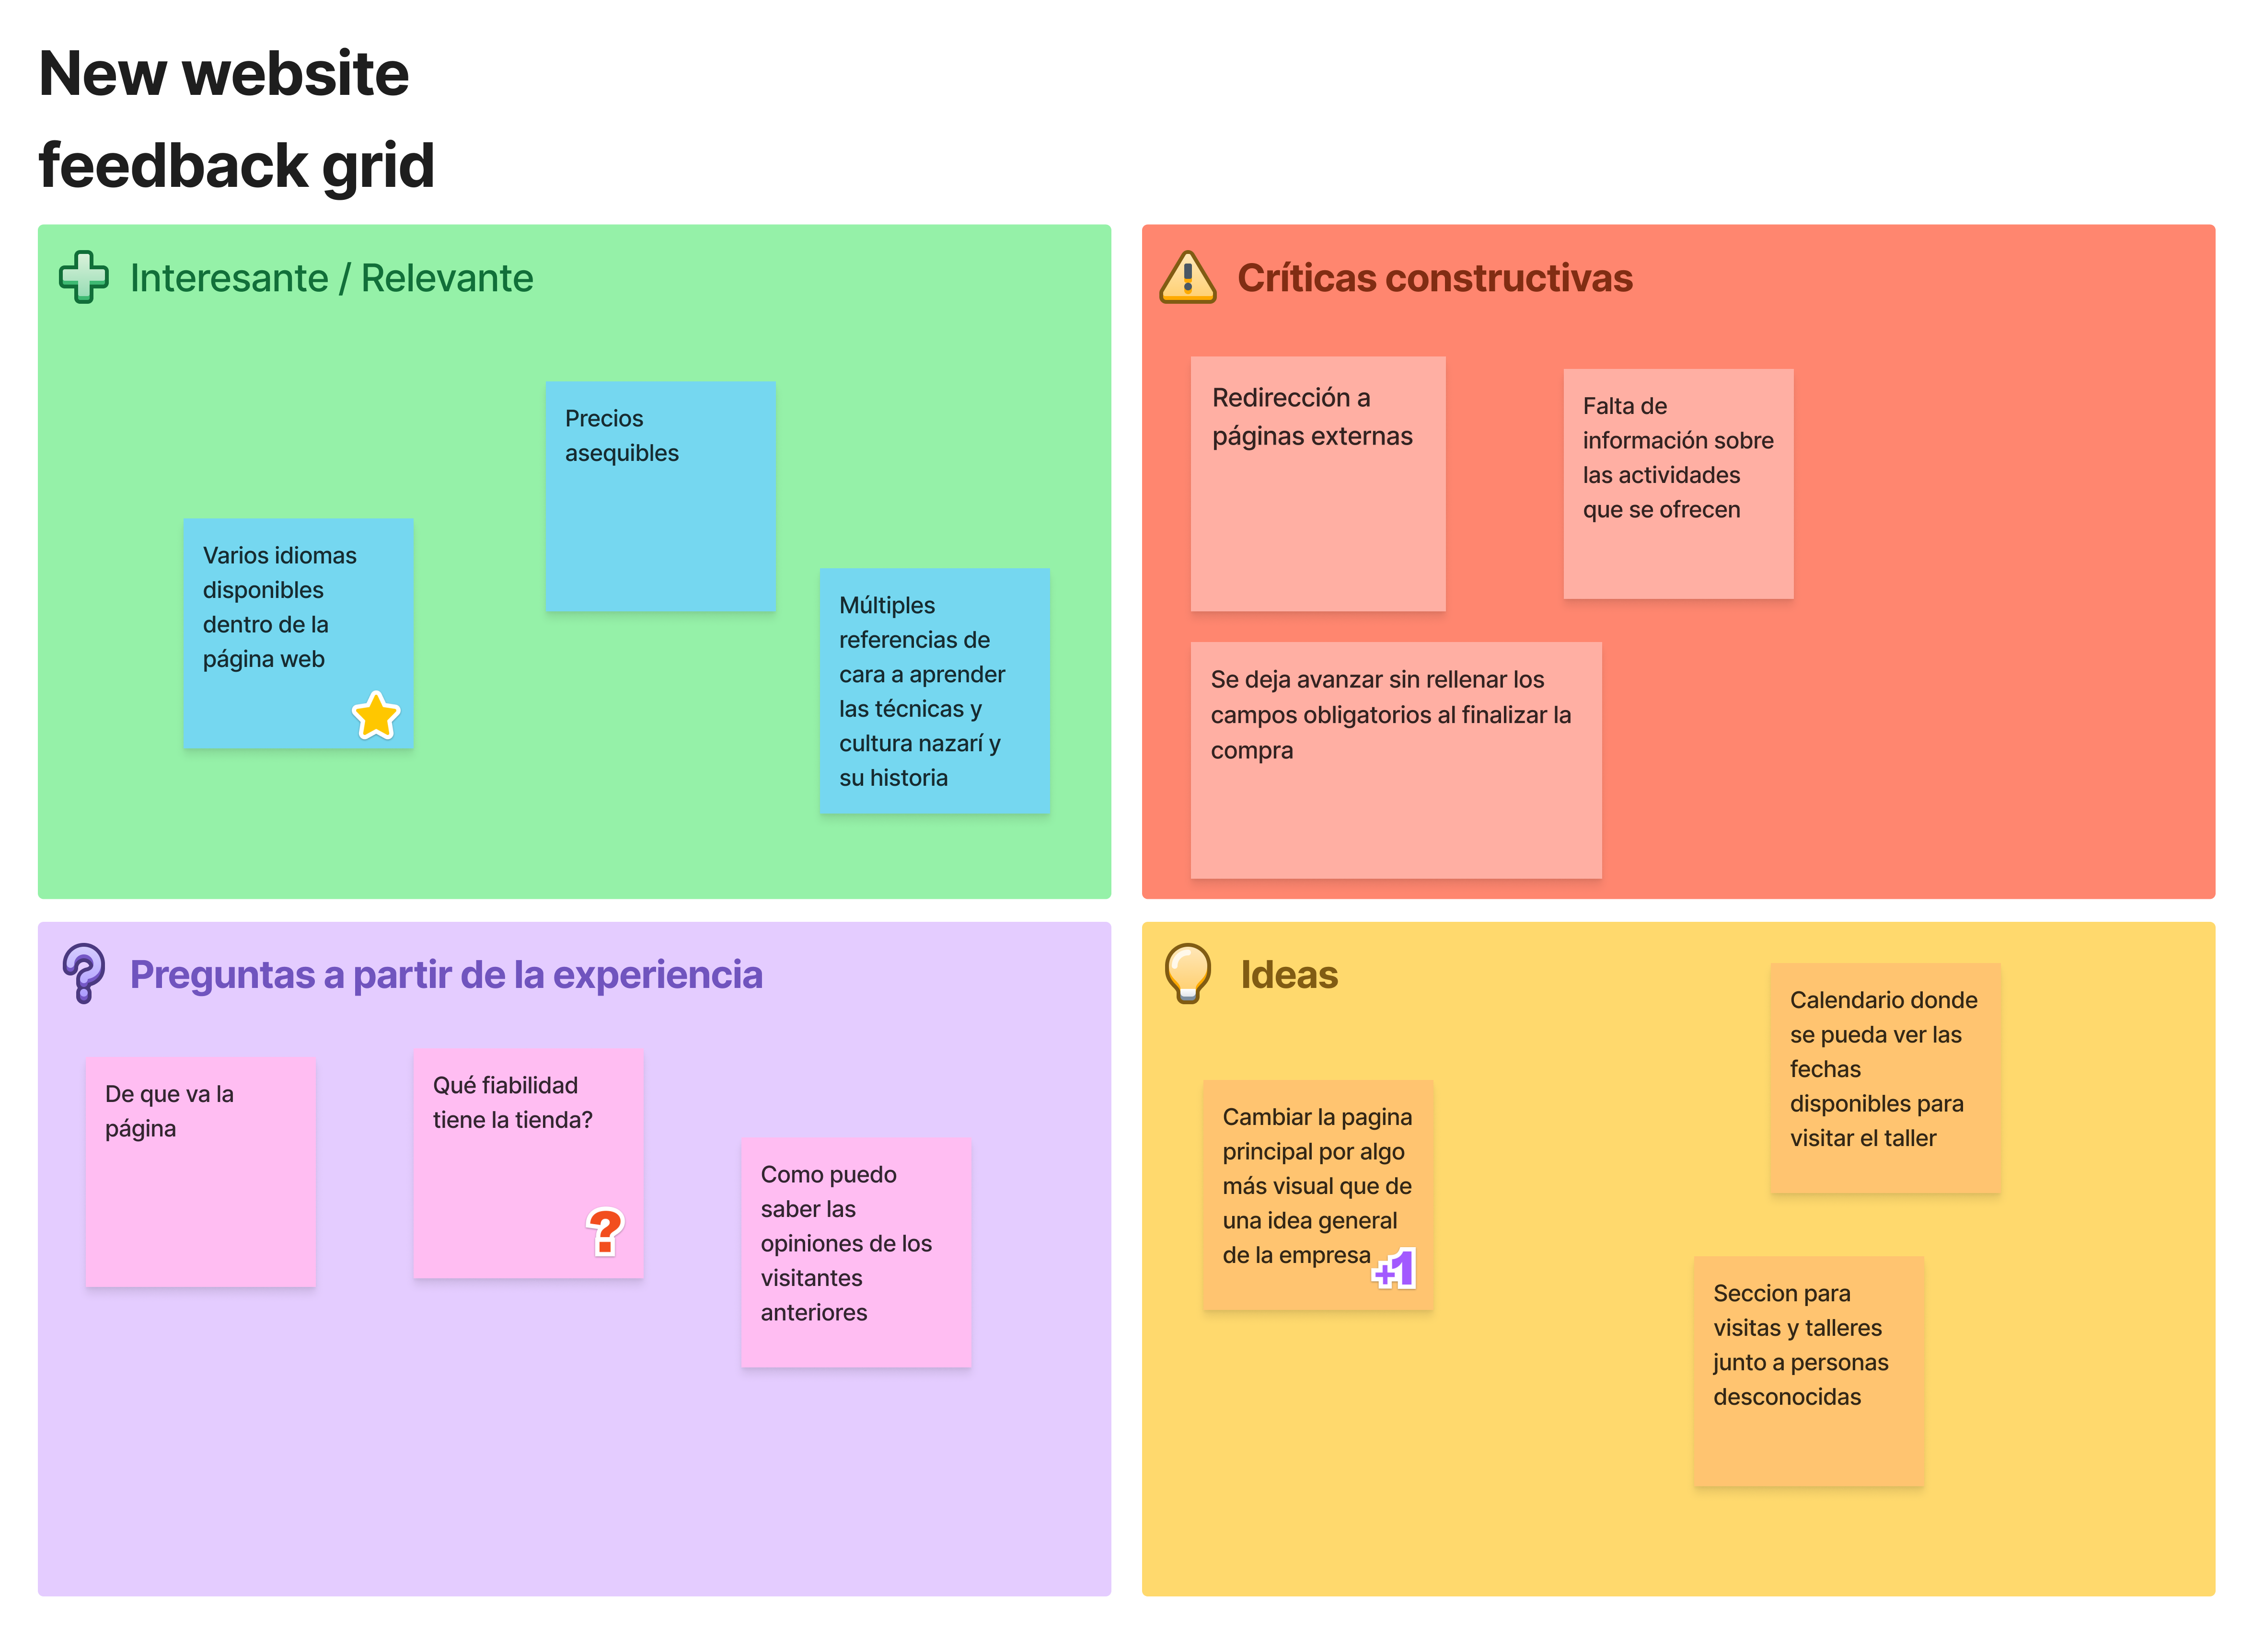 New website
feedback grid
Interesante / Relevante
Precios
asequibles
Varios idiomas
disponibles
dentro de la
página web
Múltiples
referencias de
cara a aprender
las técnicas y
cultura nazarí y
su historia
Críticas constructivas
Redirección a
páginas externas
Falta de
información sobre
las actividades
que se ofrecen
Se deja avanzar sin rellenar los
campos obligatorios al finalizar la
compra
Preguntas a partir de la experiencia
De que va la
página
Qué fiabilidad
tiene la tienda?
?
Como puedo
saber las
opiniones de los
visitantes
anteriores
Ideas
Cambiar la pagina
principal por algo
más visual que de
una idea general
de la empresa
+1
Calendario donde
se pueda ver las
fechas
disponibles para
visitar el taller
Seccion para
visitas y talleres
junto a personas
desconocidas